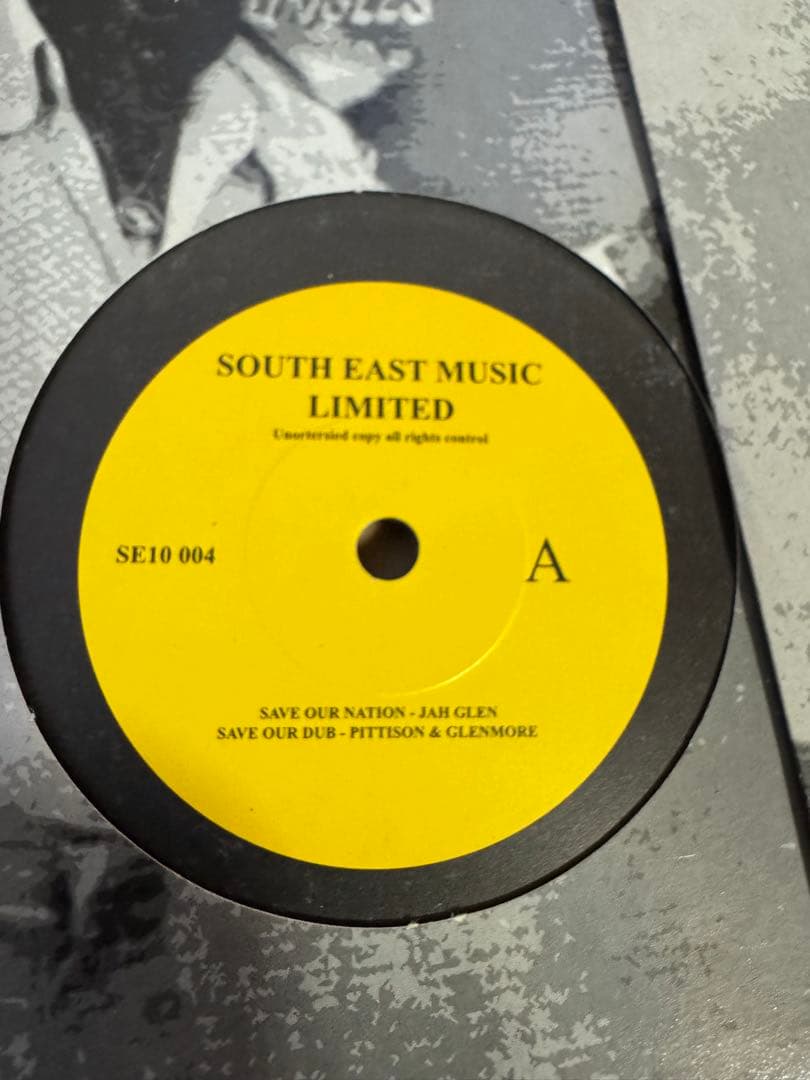 SOUTH EAST MUSIC
LIMITED
Unortersied copy all rights control
SE10 004
A
SAVE OUR NATION - JAH GLEN
SAVE OUR DUB - PITTISON & GLENMORE